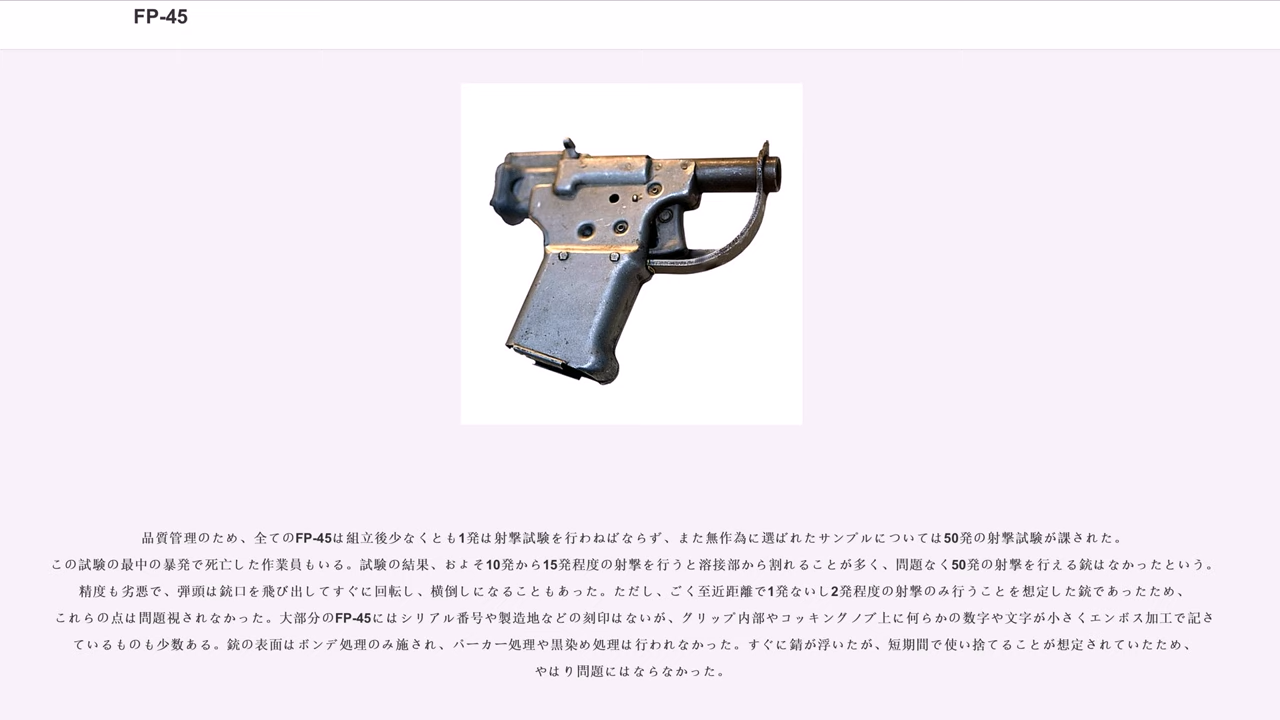 FP-45
品質管理のため、全てのFP-45は組立後少なくとも1発は射撃試験を行わねばならず、また無作為に選ばれたサンプルについては50発の射撃試験が課された。
この試験の最中の暴発で死亡した作業員もいる。試験の結果、およそ10発から15発程度の射撃を行うと溶接部から割れることが多く、問題なく50発の射撃を行える銃はなかったという。
精度も劣悪で、弾頭は銃口を飛び出してすぐに回転し、横倒しになることもあった。ただし、ごく至近距離で1発ないし2発程度の射撃のみ行うことを想定した銃であったため、
これらの点は問題視されなかった。大部分のFP-45にはシリアル番号や製造地などの刻印はないが、グリップ内部やコッキングノブ上に何らかの数字や文字が小さくエンボス加工で記さ
ているものも少数ある。銃の表面はボンデ処理のみ施され、パーカー処理や黒染め処理は行われなかった。すぐに錆が浮いたが、短期間で使い捨てることが想定されていたため、
やはり問題にはならなかった。